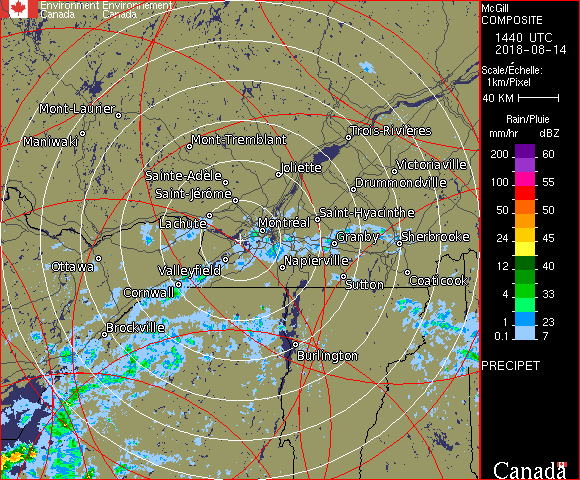 Environment Environnement
Canada Canada
McGill
COMPOSITE
1440 UTC
2018-08-14
Scale/Échelle:
1km/Pixel
40 KM
Rain/Pluie
mm/hr dBZ
200 60
100 55
50 50
24 45
12 40
4 33
1 23
0.1 7
PRECIPET
Mont-Laurier
Maniwaki
Mont-Tremblant
Trois-Rivières
Victoriaville
Joliette
Sainte-Adèle
Drummondville
Saint-Jérôme
Saint-Hyacinthe
Lachute
Montréal
Granby
Sherbrooke
Ottawa
Valleyfield
Napierville
Cornwall
Sutton
Coaticook
Brockville
Burlington
Canada